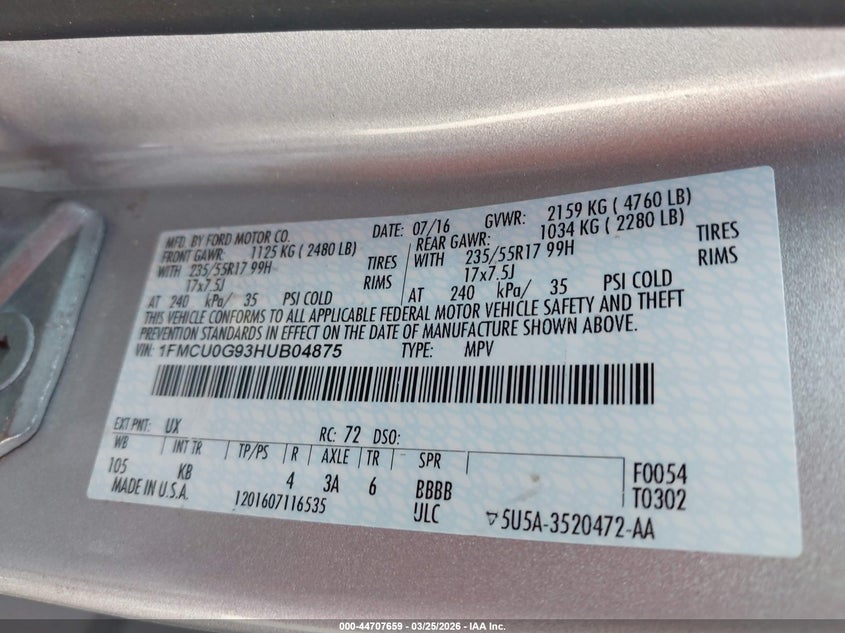 MFD. BY FORD MOTOR CO. DATE: 07/16 GVWR: 2159 KG ( 4760 LB)
FRONT GAWR: 1125 KG ( 2480 LB) REAR GAWR: 1034 KG ( 2280 LB)
WITH 235/55R17 99H TIRES WITH 235/55R17 99H TIRES
17x7.5J RIMS 17x7.5J RIMS
AT 240 kPa/ 35 PSI COLD AT 240 kPa/ 35 PSI COLD
THIS VEHICLE CONFORMS TO ALL APPLICABLE FEDERAL MOTOR VEHICLE SAFETY AND THEFT
PREVENTION STANDARDS IN EFFECT ON THE DATE OF MANUFACTURE SHOWN ABOVE.
VIN: 1FMCU0G93HUB04875 TYPE: MPV
EXT PNT: UX RC: 72 DSO:
WB INT TR TP/PS R AXLE TR SPR
105 KB 4 3A 6 BBBB F0054
MADE IN U.S.A. 1201607116535 ULC T0302
5U5A-3520472-AA
000-44707659 — 03/25/2026 — IAA Inc.